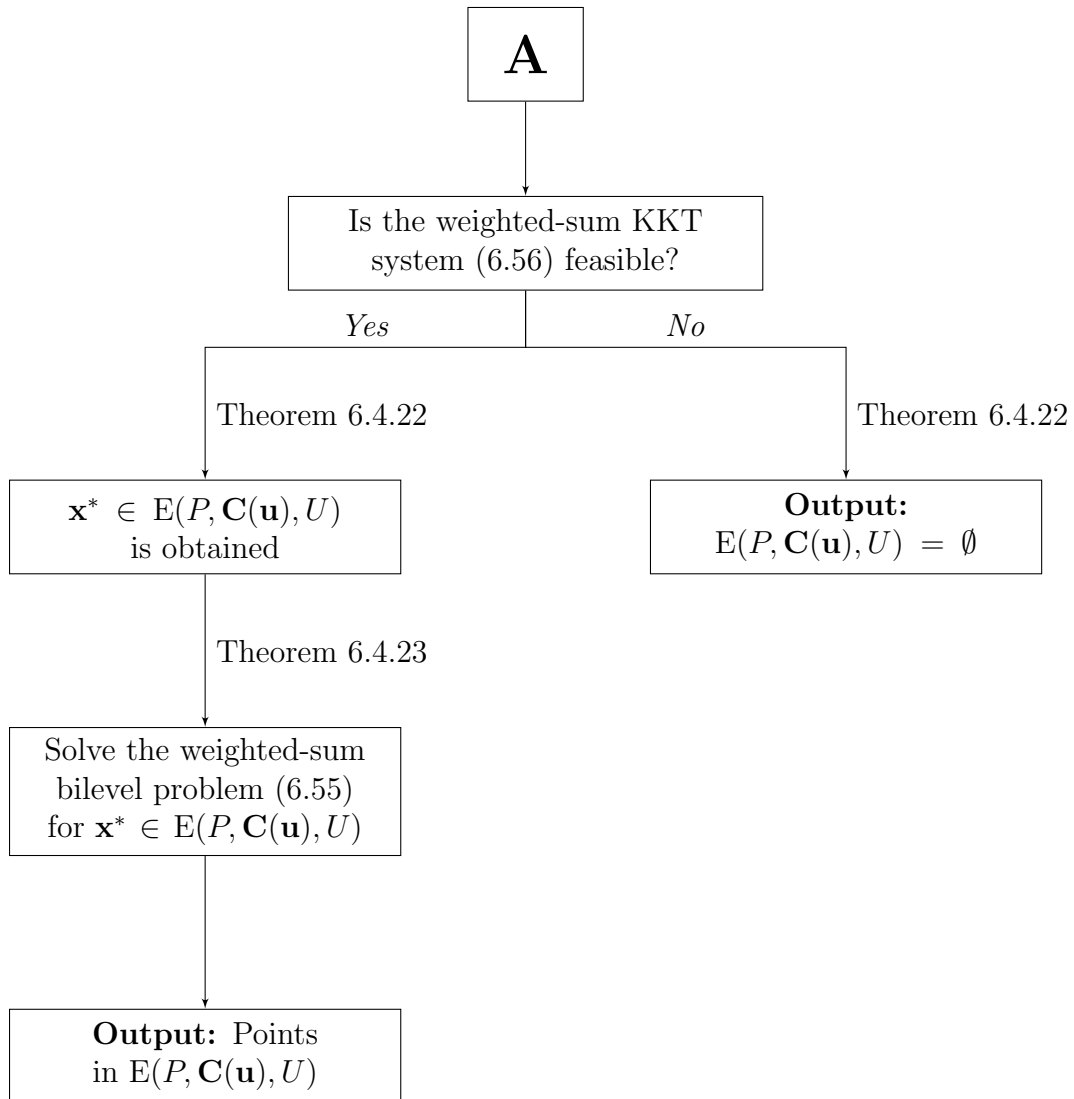 A
Is the weighted-sum KKT
system (6.56) feasible?
Yes
No
Theorem 6.4.22
Theorem 6.4.22
x* ∈ E(P, C(u), U)
is obtained
Output:
E(P, C(u), U) = ∅
Theorem 6.4.23
Solve the weighted-sum
bilevel problem (6.55)
for x* ∈ E(P, C(u), U)
Output: Points
in E(P, C(u), U)